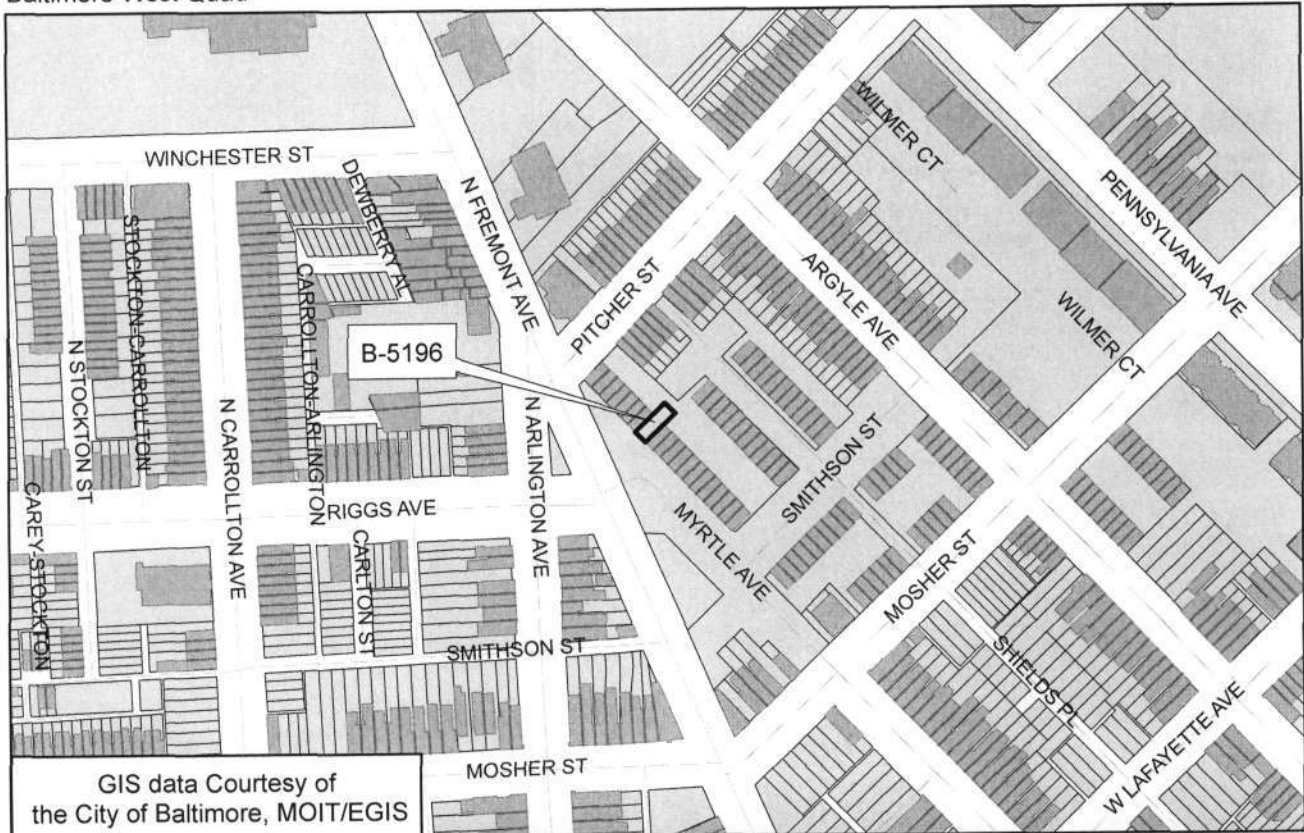 Baltimore West Quad
WINCHESTER ST
DEWBERRY AL
N FREMONT AVE
WILMER CT
PENNSYLVANIA AVE
STOCKTON-CARROLLTON
CARROLLTON-ARLINGTON
PITCHER ST
ARGYLE AVE
WILMER CT
B-5196
N STOCKTON ST
N CARROLLTON AVE
N ARLINGTON AVE
CAREY-STOCKTON
RIGGS AVE
CARLTON ST
MYRTLE AVE
SMITHSON ST
MOSHER ST
SMITHSON ST
SHIELDS PL
W LAFAYETTE AVE
MOSHER ST
GIS data Courtesy of
the City of Baltimore, MOIT/EGIS